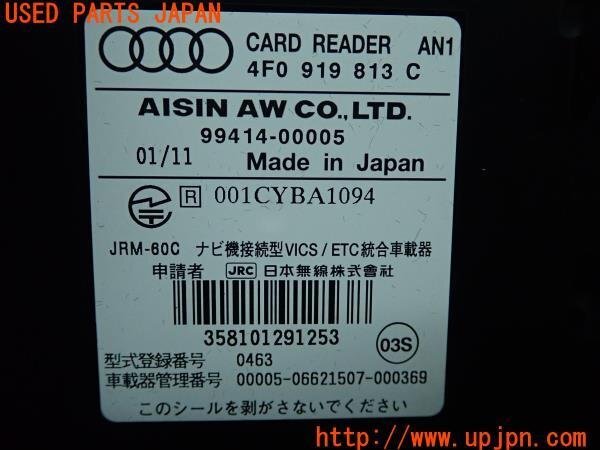 USED PARTS JAPAN
CARD READER AN1
4F0 919 813 C
AISIN AW CO.,LTD.
99414-00005
01/11 Made in Japan
R 001CYBA1094
JRM-60C ナビ機接続型VICS/ETC統合車載器
申請者 JRC 日本無線株式会社
358101291253
03S
型式登録番号 0463
車載器管理番号 00005-06621507-000369
このシールを剥がさないでください
http://www.upjpn.com/